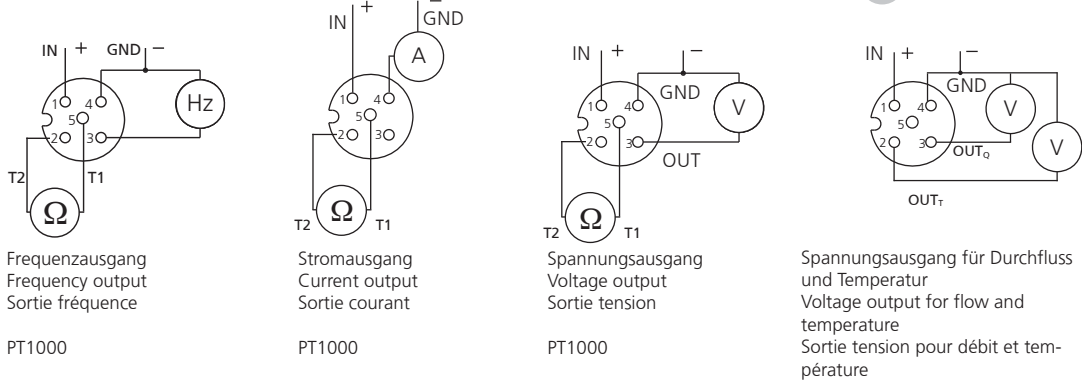 IN + GND −
Hz
1 4
5
2 3
T2 T1
Ω
Frequenzausgang
Frequency output
Sortie fréquence
PT1000
IN + −
GND
A
1 4
5
2 3
T2 Ω T1
Stromausgang
Current output
Sortie courant
PT1000
IN + −
GND
V
1 4
5
2 3
OUT
T2 Ω T1
Spannungsausgang
Voltage output
Sortie tension
PT1000
IN + −
GND
V
1 4
5
2 3
V
OUTQ
OUTT
Spannungsausgang für Durchfluss
und Temperatur
Voltage output for flow and
temperature
Sortie tension pour débit et tem-
pérature